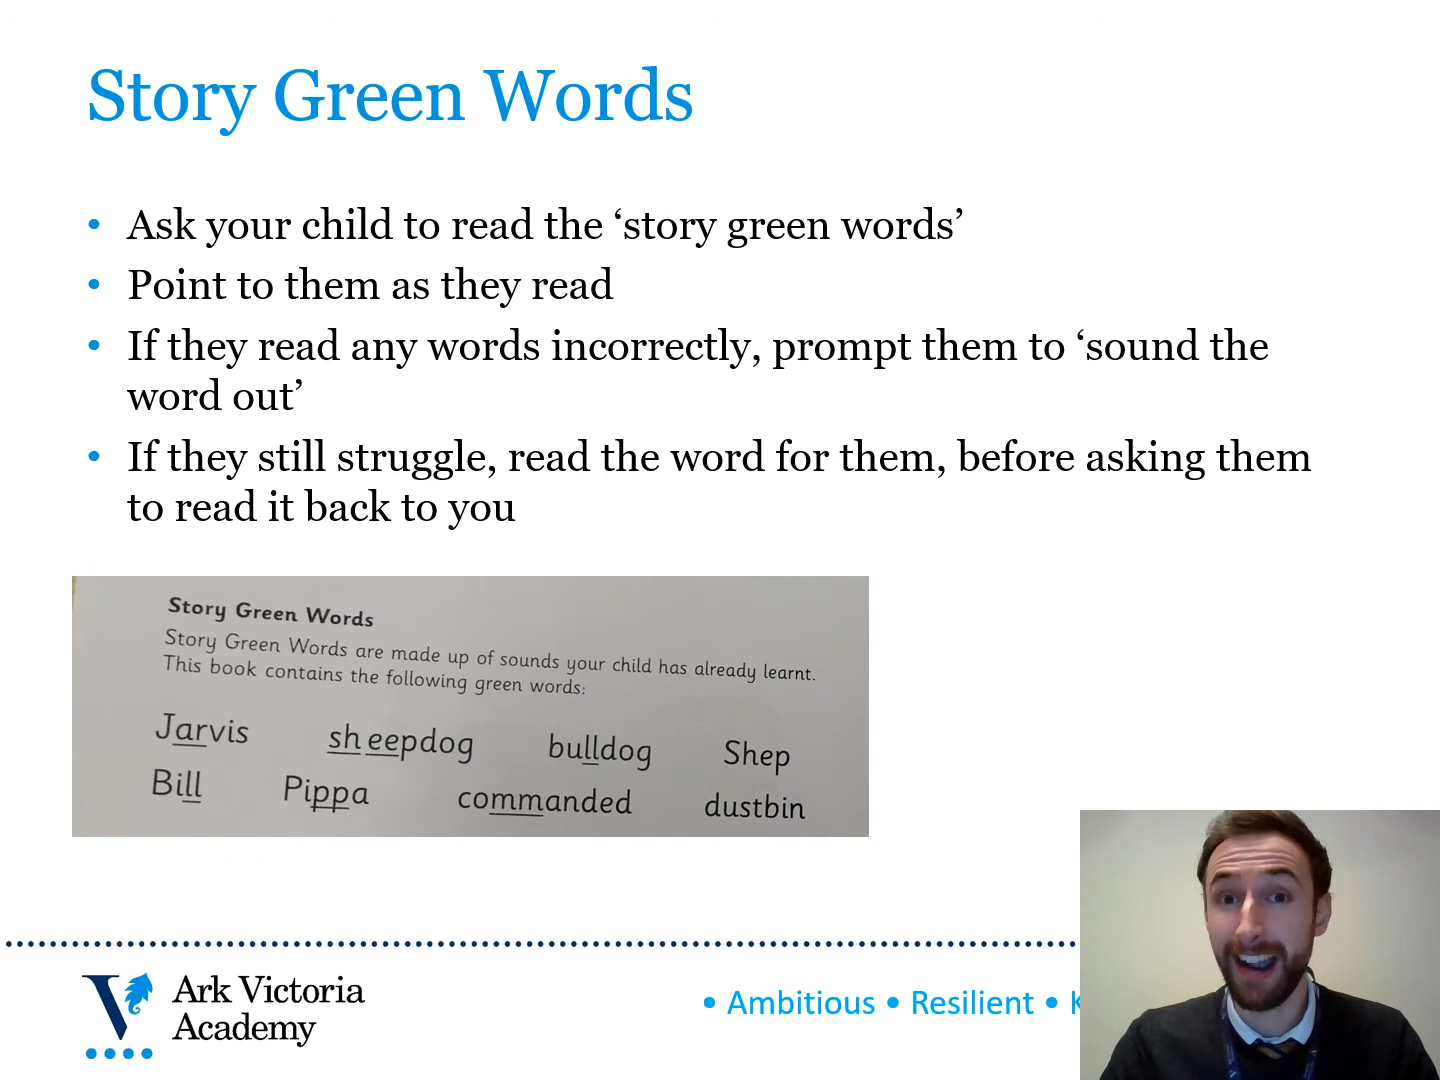 Story Green Words
• Ask your child to read the ‘story green words’
• Point to them as they read
• If they read any words incorrectly, prompt them to ‘sound the
word out’
• If they still struggle, read the word for them, before asking them
to read it back to you
Story Green Words
Story Green Words are made up of sounds your child has already learnt.
This book contains the following green words:
Jarvis sheepdog bulldog Shep
Bill Pippa commanded dustbin
Ark Victoria
Academy
• Ambitious • Resilient •